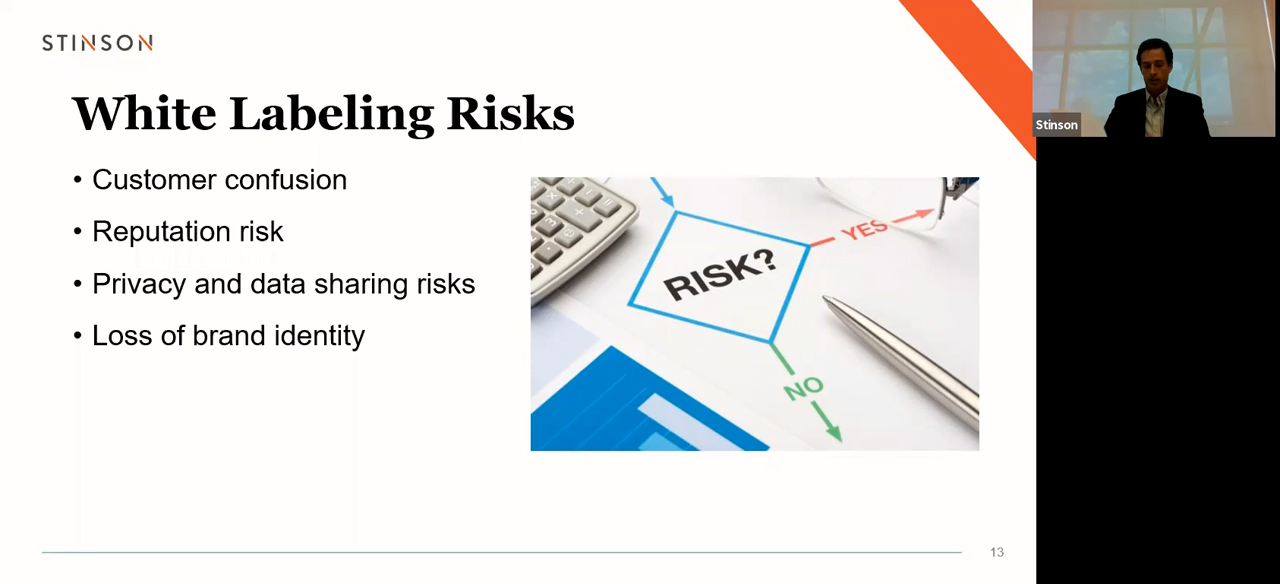 STINSON
White Labeling Risks
• Customer confusion
• Reputation risk
• Privacy and data sharing risks
• Loss of brand identity
RISK?
YES
NO
13
Stinson